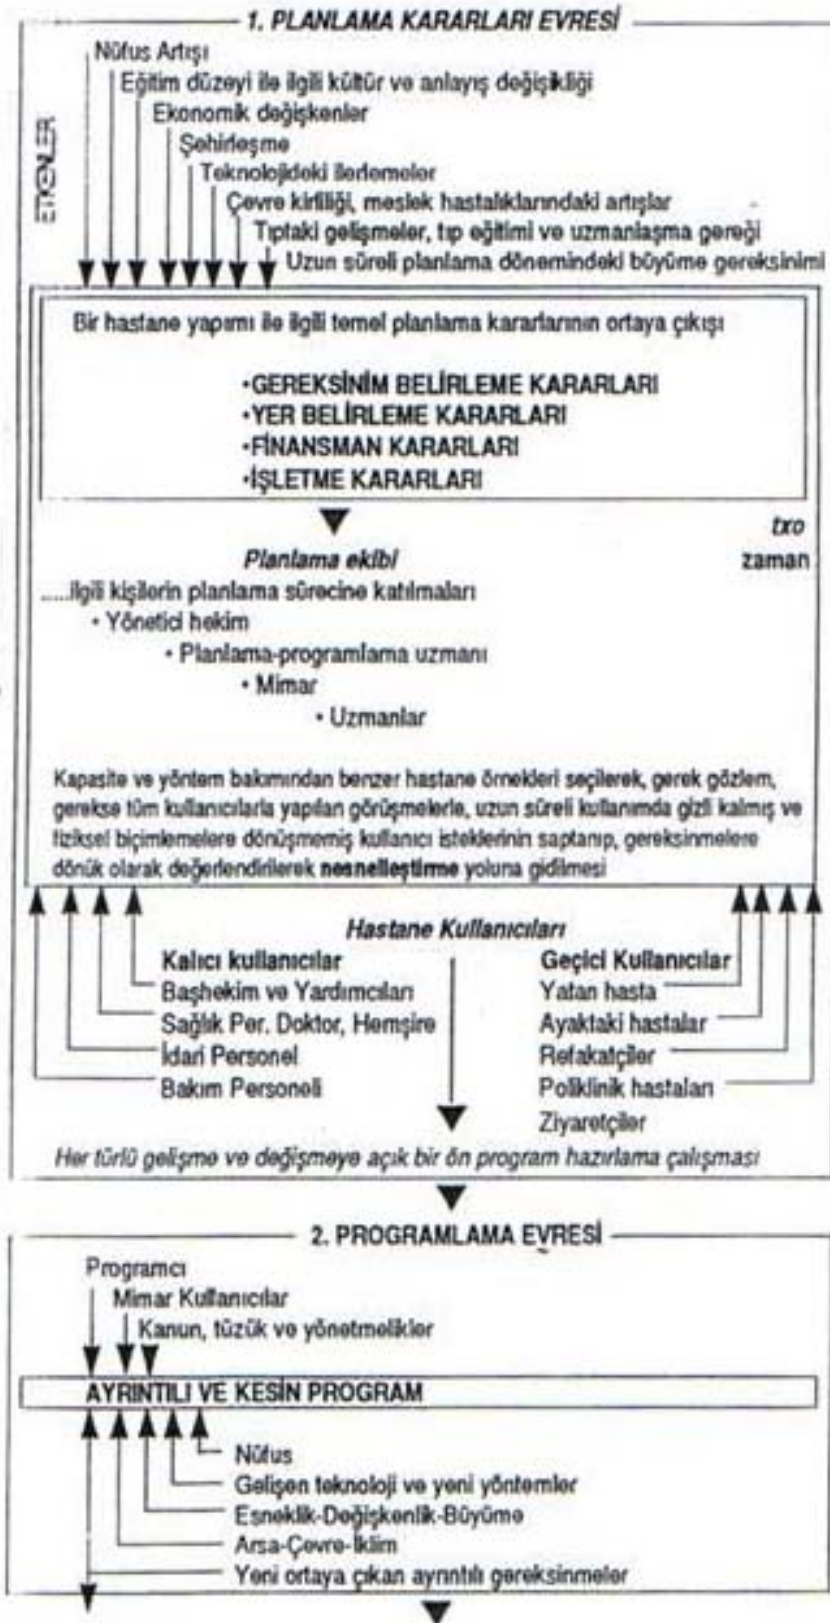 1. PLANLAMA KARARLARI EVRESİ
ETKENLER
Nüfus Artışı
Eğitim düzeyi ile ilgili kültür ve anlayış değişikliği
Ekonomik değişkenler
Şehirleşme
Teknolojideki ilerlemeler
Çevre kirliliği, meslek hastalıklarındaki artışlar
Tıptaki gelişmeler, tıp eğitimi ve uzmanlaşma gereği
Uzun süreli planlama dönemindeki büyüme gereksinimi
Bir hastane yapımı ile ilgili temel planlama kararlarının ortaya çıkışı
•GEREKSİNİM BELİRLEME KARARLARI
•YER BELİRLEME KARARLARI
•FİNANSMAN KARARLARI
•İŞLETME KARARLARI
txo
zaman
Planlama ekibi
.....ilgili kişilerin planlama sürecine katılmaları
• Yönetici hekim
• Planlama-programlama uzmanı
• Mimar
• Uzmanlar
Kapasite ve yöntem bakımından benzer hastane örnekleri seçilerek, gerek gözlem,
gerekse tüm kullanıcılarla yapılan görüşmelerle, uzun süreli kullanımda gizli kalmış ve
fiziksel biçimlemelere dönüşmemiş kullanıcı isteklerinin saptanıp, gereksinmelere
dönük olarak değerlendirilerek nesnelleştirme yoluna gidilmesi
Hastane Kullanıcıları
Kalıcı kullanıcılar
Başhekim ve Yardımcıları
Sağlık Per. Doktor, Hemşire
İdari Personel
Bakım Personeli
Geçici Kullanıcılar
Yatan hasta
Ayaktaki hastalar
Refakatçiler
Poliklinik hastaları
Ziyaretçiler
Her türlü gelişme ve değişmeye açık bir ön program hazırlama çalışması
2. PROGRAMLAMA EVRESİ
Programcı
Mimar Kullanıcılar
Kanun, tüzük ve yönetmelikler
AYRINTILI VE KESİN PROGRAM
Nüfus
Gelişen teknoloji ve yeni yöntemler
Esneklik-Değişkenlik-Büyüme
Arsa-Çevre-İklim
Yeni ortaya çıkan ayrıntılı gereksinmeler